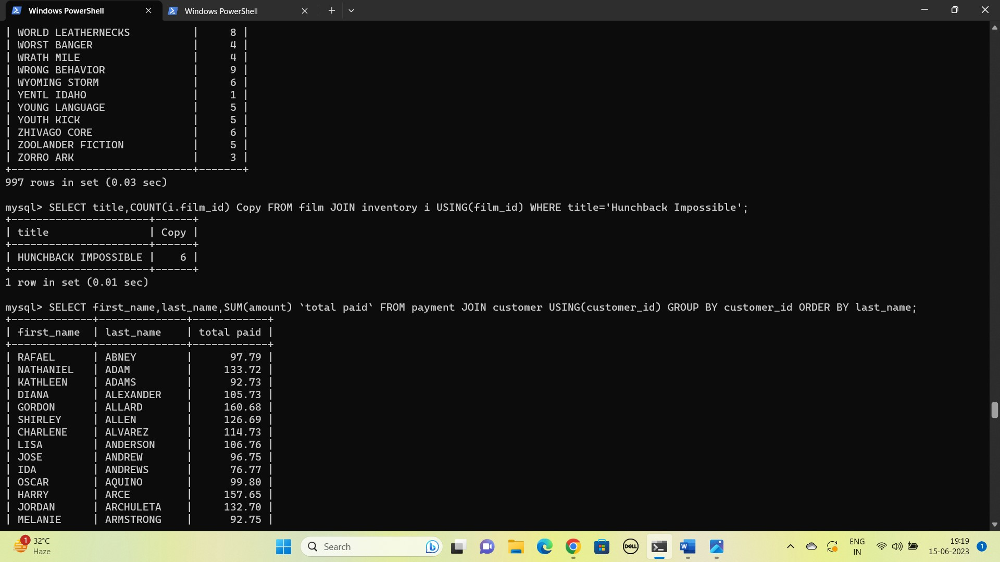 Windows PowerShell
Windows PowerShell
| WORLD LEATHERNECKS          |     8 |
| WORST BANGER                |     4 |
| WRATH MILE                  |     4 |
| WRONG BEHAVIOR              |     9 |
| WYOMING STORM               |     6 |
| YENTL IDAHO                 |     1 |
| YOUNG LANGUAGE              |     5 |
| YOUTH KICK                  |     5 |
| ZHIVAGO CORE                |     6 |
| ZOOLANDER FICTION           |     5 |
| ZORRO ARK                   |     3 |
+-----------------------------+-------+
997 rows in set (0.03 sec)
mysql> SELECT title,COUNT(i.film_id) Copy FROM film JOIN inventory i USING(film_id) WHERE title='Hunchback Impossible';
+----------------------+------+
| title                | Copy |
+----------------------+------+
| HUNCHBACK IMPOSSIBLE |    6 |
+----------------------+------+
1 row in set (0.01 sec)
mysql> SELECT first_name,last_name,SUM(amount) `total paid` FROM payment JOIN customer USING(customer_id) GROUP BY customer_id ORDER BY last_name;
+-------------+--------------+------------+
| first_name  | last_name    | total paid |
+-------------+--------------+------------+
| RAFAEL      | ABNEY        |      97.79 |
| NATHANIEL   | ADAM         |     133.72 |
| KATHLEEN    | ADAMS        |      92.73 |
| DIANA       | ALEXANDER    |     105.73 |
| GORDON      | ALLARD       |     160.68 |
| SHIRLEY     | ALLEN        |     126.69 |
| CHARLENE    | ALVAREZ      |     114.73 |
| LISA        | ANDERSON     |     106.76 |
| JOSE        | ANDREW       |      96.75 |
| IDA         | ANDREWS      |      76.77 |
| OSCAR       | AQUINO       |      99.80 |
| HARRY       | ARCE         |     157.65 |
| JORDAN      | ARCHULETA    |     132.70 |
| MELANIE     | ARMSTRONG    |      92.75 |
1
32°C
Haze
Search
DELL
W
ENG
IN
19:19
15-06-2023
1